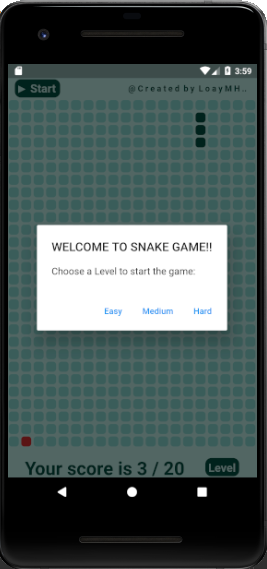 3:59
Start
@Created by LoayMH...
WELCOME TO SNAKE GAME!!
Choose a Level to start the game:
Easy Medium Hard
Your score is 3 / 20
Level